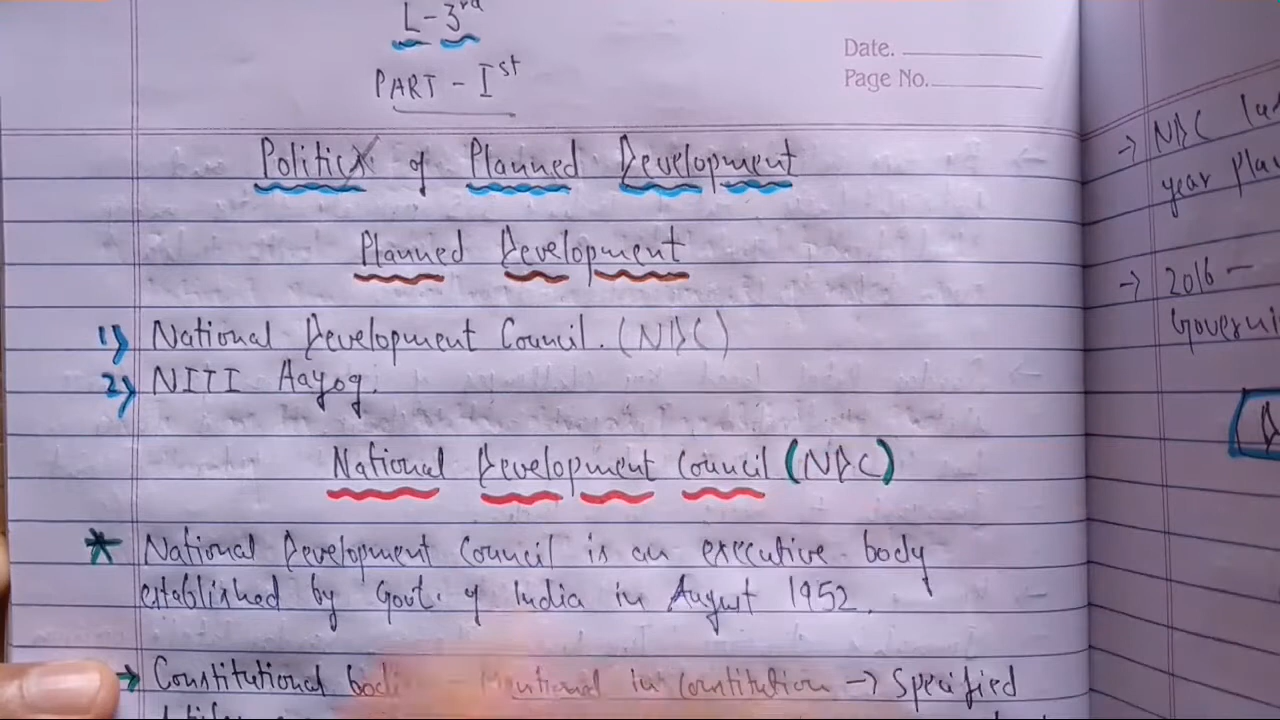 L-3rd
PART-Ist
Date.
Page No.
Politics of Planned Development
Planned Development
1) National Development Council. (NDC)
2) NITI Aayog.
National Development Council (NDC)
* National Development Council is an executive body
established by Govt. of India in August 1952.
→ Constitutional bodi – Mentioned in constitution → Specified
→ NDC
year Plan
→ 2016 –
Governi